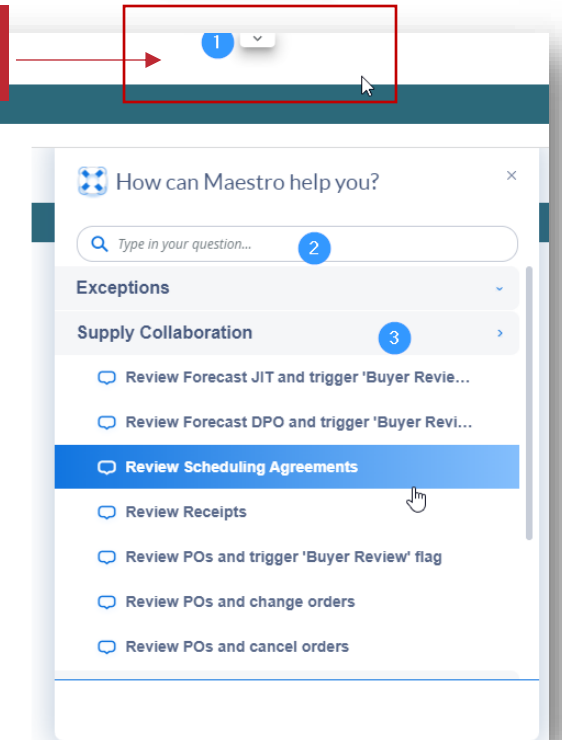 1
How can Maestro help you?
Type in your question...
2
Exceptions
Supply Collaboration
3
Review Forecast JIT and trigger 'Buyer Revie...
Review Forecast DPO and trigger 'Buyer Revi...
Review Scheduling Agreements
Review Receipts
Review POs and trigger 'Buyer Review' flag
Review POs and change orders
Review POs and cancel orders